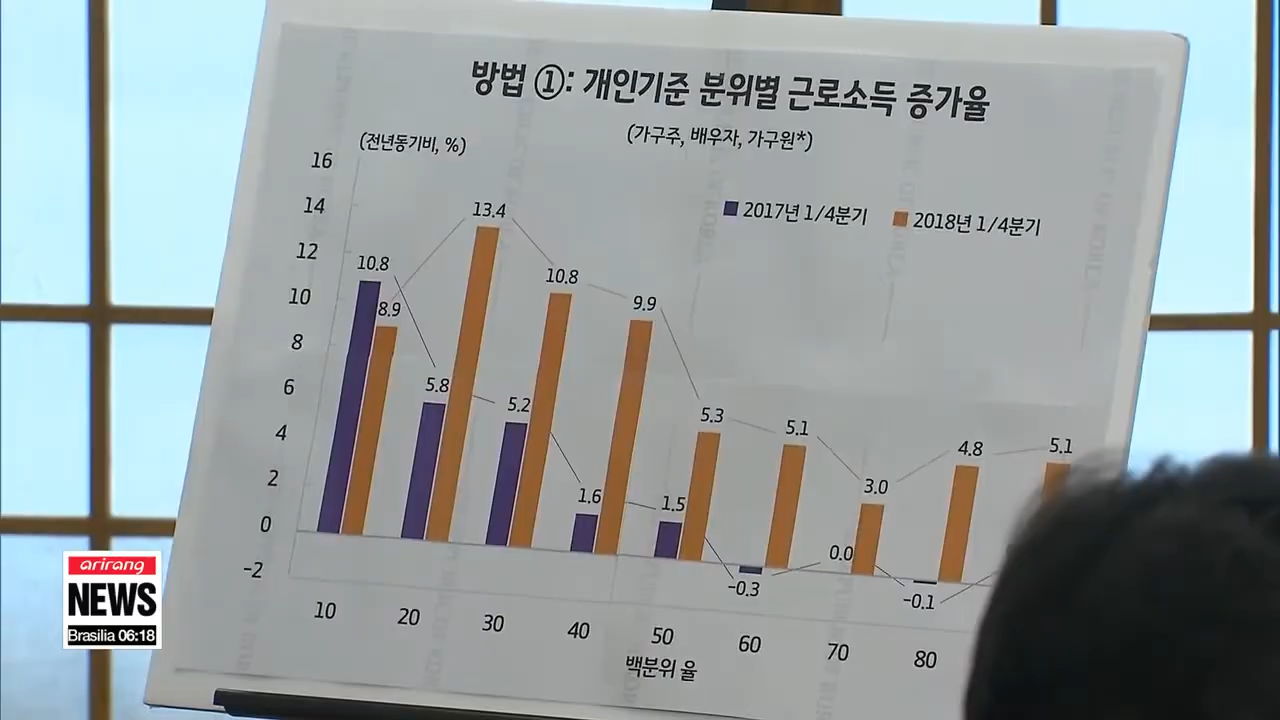 방법 ①: 개인기준 분위별 근로소득 증가율
(가구주, 배우자, 가구원*)
(전년동기비, %)
2017년 1/4분기 2018년 1/4분기
16
14
12
10
8
6
4
2
0
-2
10.8 5.8 5.2 1.6 1.5 -0.3 0.0 -0.1
8.9 13.4 10.8 9.9 5.3 5.1 3.0 4.8 5.1
10 20 30 40 50 60 70 80
백분위 율
arirang
NEWS
Brasilia 06:18